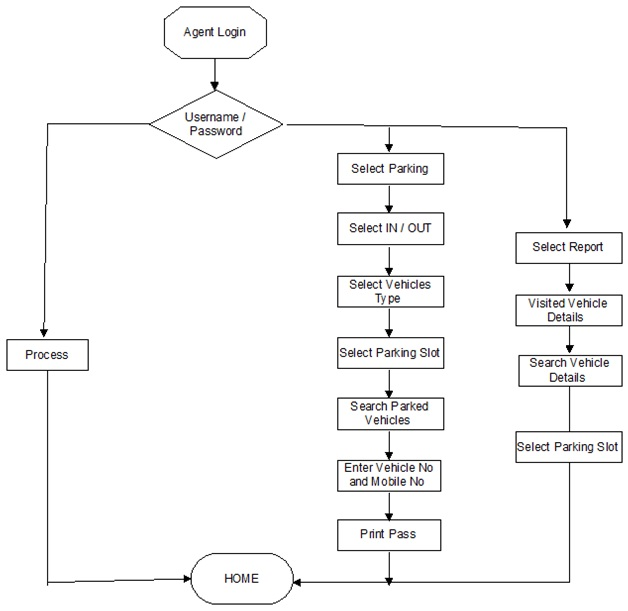 Agent Login
Username /
Password
Select Parking
Select IN / OUT
Select Vehicles
Type
Select Parking Slot
Search Parked
Vehicles
Enter Vehicle No
and Mobile No
Print Pass
Select Report
Visited Vehicle
Details
Search Vehicle
Details
Select Parking Slot
Process
HOME